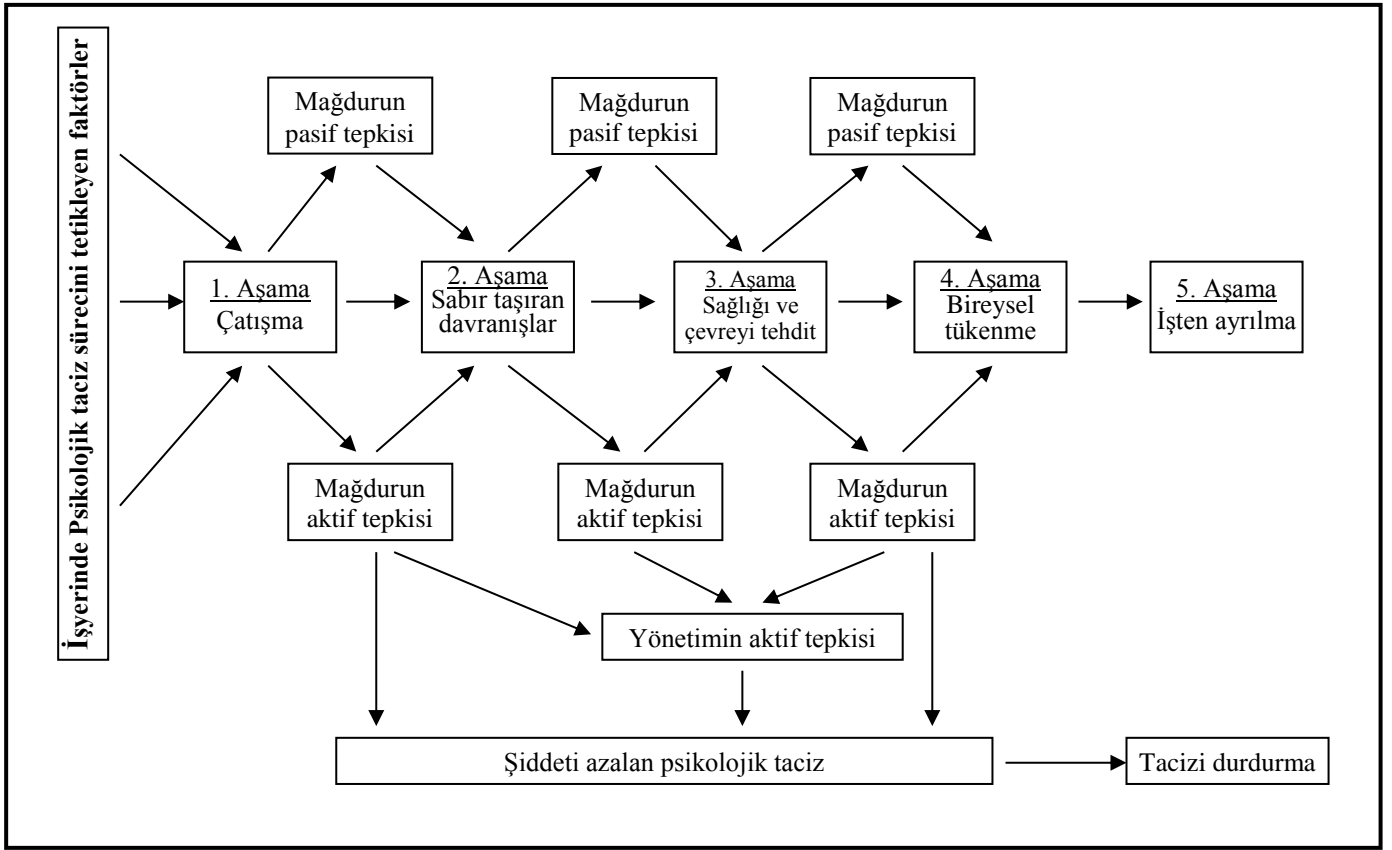 İşyerinde Psikolojik taciz sürecini tetikleyen faktörler
Mağdurun
pasif tepkisi
Mağdurun
pasif tepkisi
Mağdurun
pasif tepkisi
1. Aşama
Çatışma
2. Aşama
Sabır taşıran
davranışlar
3. Aşama
Sağlığı ve
çevreyi tehdit
4. Aşama
Bireysel
tükenme
5. Aşama
İşten ayrılma
Mağdurun
aktif tepkisi
Mağdurun
aktif tepkisi
Mağdurun
aktif tepkisi
Yönetimin aktif tepkisi
Şiddeti azalan psikolojik taciz
Tacizi durdurma